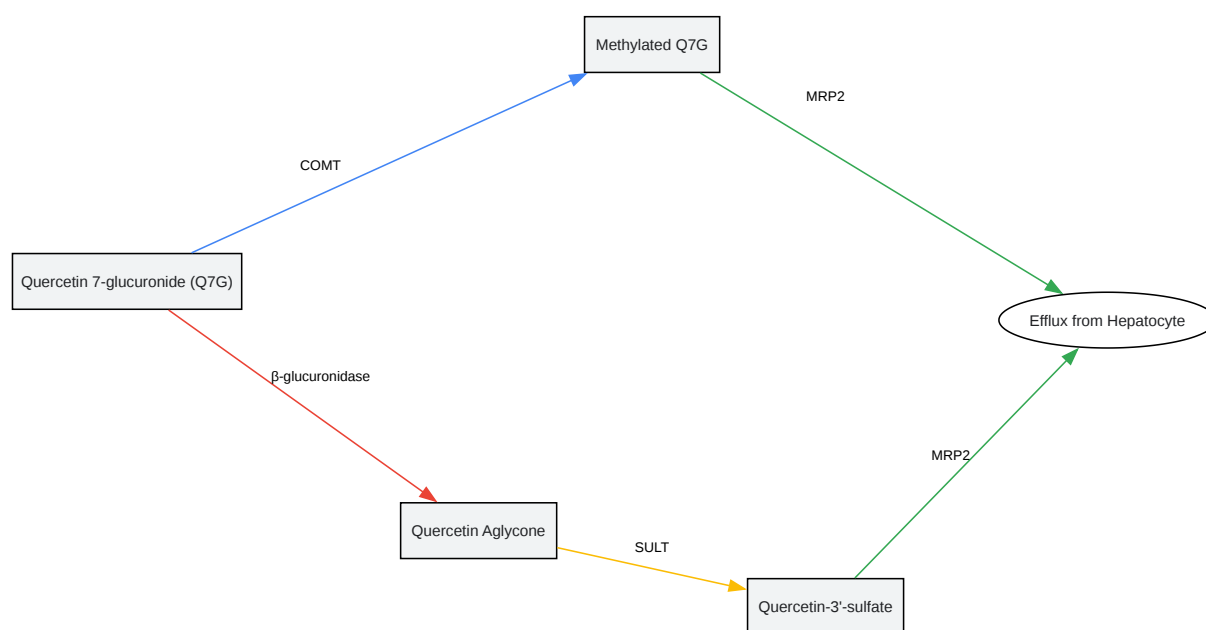 Methylated Q7G
MRP2
COMT
Quercetin 7-glucuronide (Q7G)
Efflux from Hepatocyte
β-glucuronidase
MRP2
Quercetin Aglycone
SULT
Quercetin-3'-sulfate